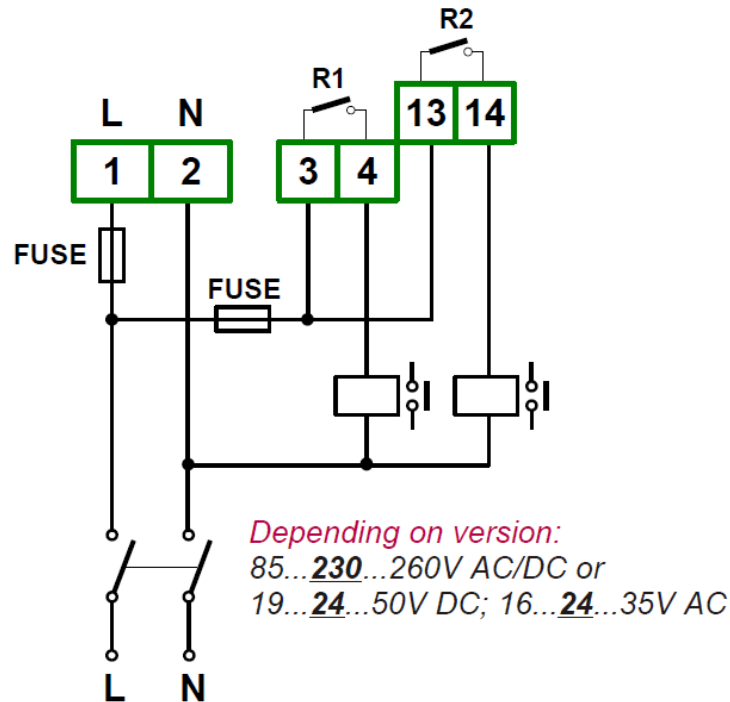 R2
R1
L N
13 14
1 2 3 4
FUSE
FUSE
Depending on version:
85...230...260V AC/DC or
19...24...50V DC; 16...24...35V AC
L N